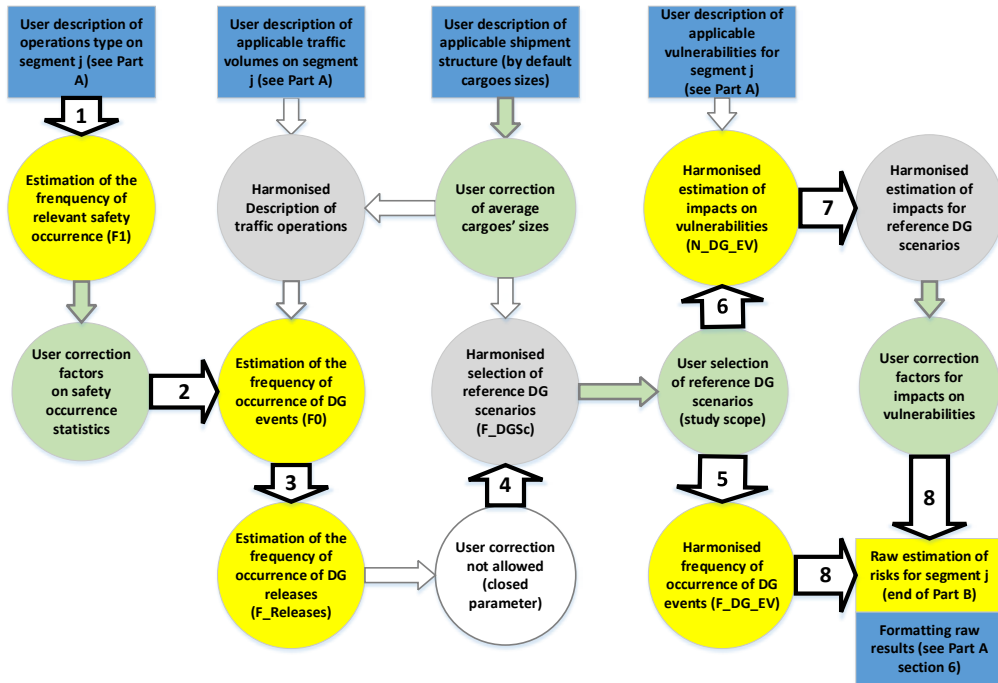 User description of
operations type on
segment j (see Part
A)
User description of
applicable traffic
volumes on segment
j (see Part A)
User description of
applicable shipment
structure (by default
cargoes sizes)
User description of
applicable
vulnerabilities for
segment j
(see Part A)
1
Estimation of the
frenquency of
relevant safety
occurrence (F1)
Harmonised
Description of
traffic operations
User correction
of average
cargoes' sizes
Harmonised
estimation of
impacts on
vulnerabilities
(N_DG_EV)
7
Harmonised
estimation of
impacts for
reference DG
scenarios
6
User correction
factors
on safety
occurrence
statistics
2
Estimation of the
frequency of
occurrence of DG
events (F0)
Harmonised
selection of
reference DG
scenarios
(F_DGSc)
User selection
of reference DG
scenarios
(study scope)
User correction
factors for
impacts on
vulnerabilities
3
4
5
8
Estimation of the
frequency of
occurrence of DG
releases (F_Releases)
User correction
not allowed
(closed
parameter)
Harmonised
frequency of
occurrence of DG
events (F_DG_EV)
8
Raw estimation of
risks for segment j
(end of Part B)
Formatting raw
results (see Part A
section 6)